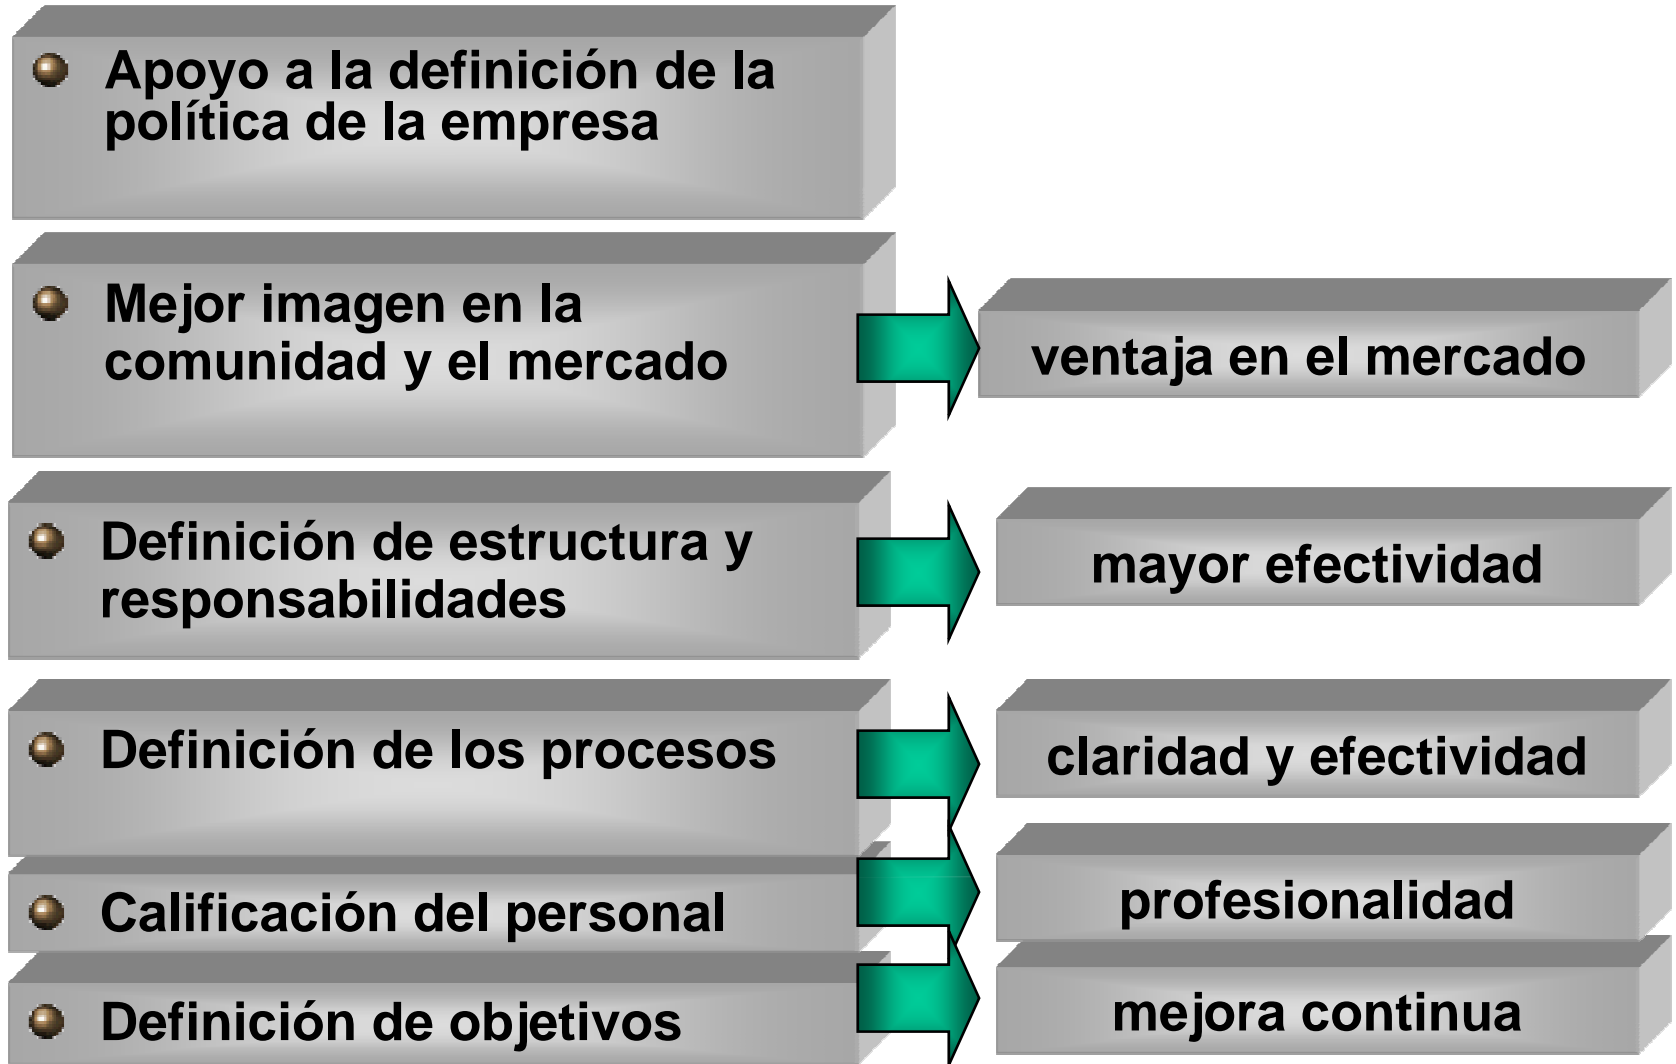 Apoyo a la definición de la
política de la empresa
Mejor imagen en la
comunidad y el mercado
ventaja en el mercado
Definición de estructura y
responsabilidades
mayor efectividad
Definición de los procesos
claridad y efectividad
Calificación del personal
profesionalidad
Definición de objetivos
mejora continua